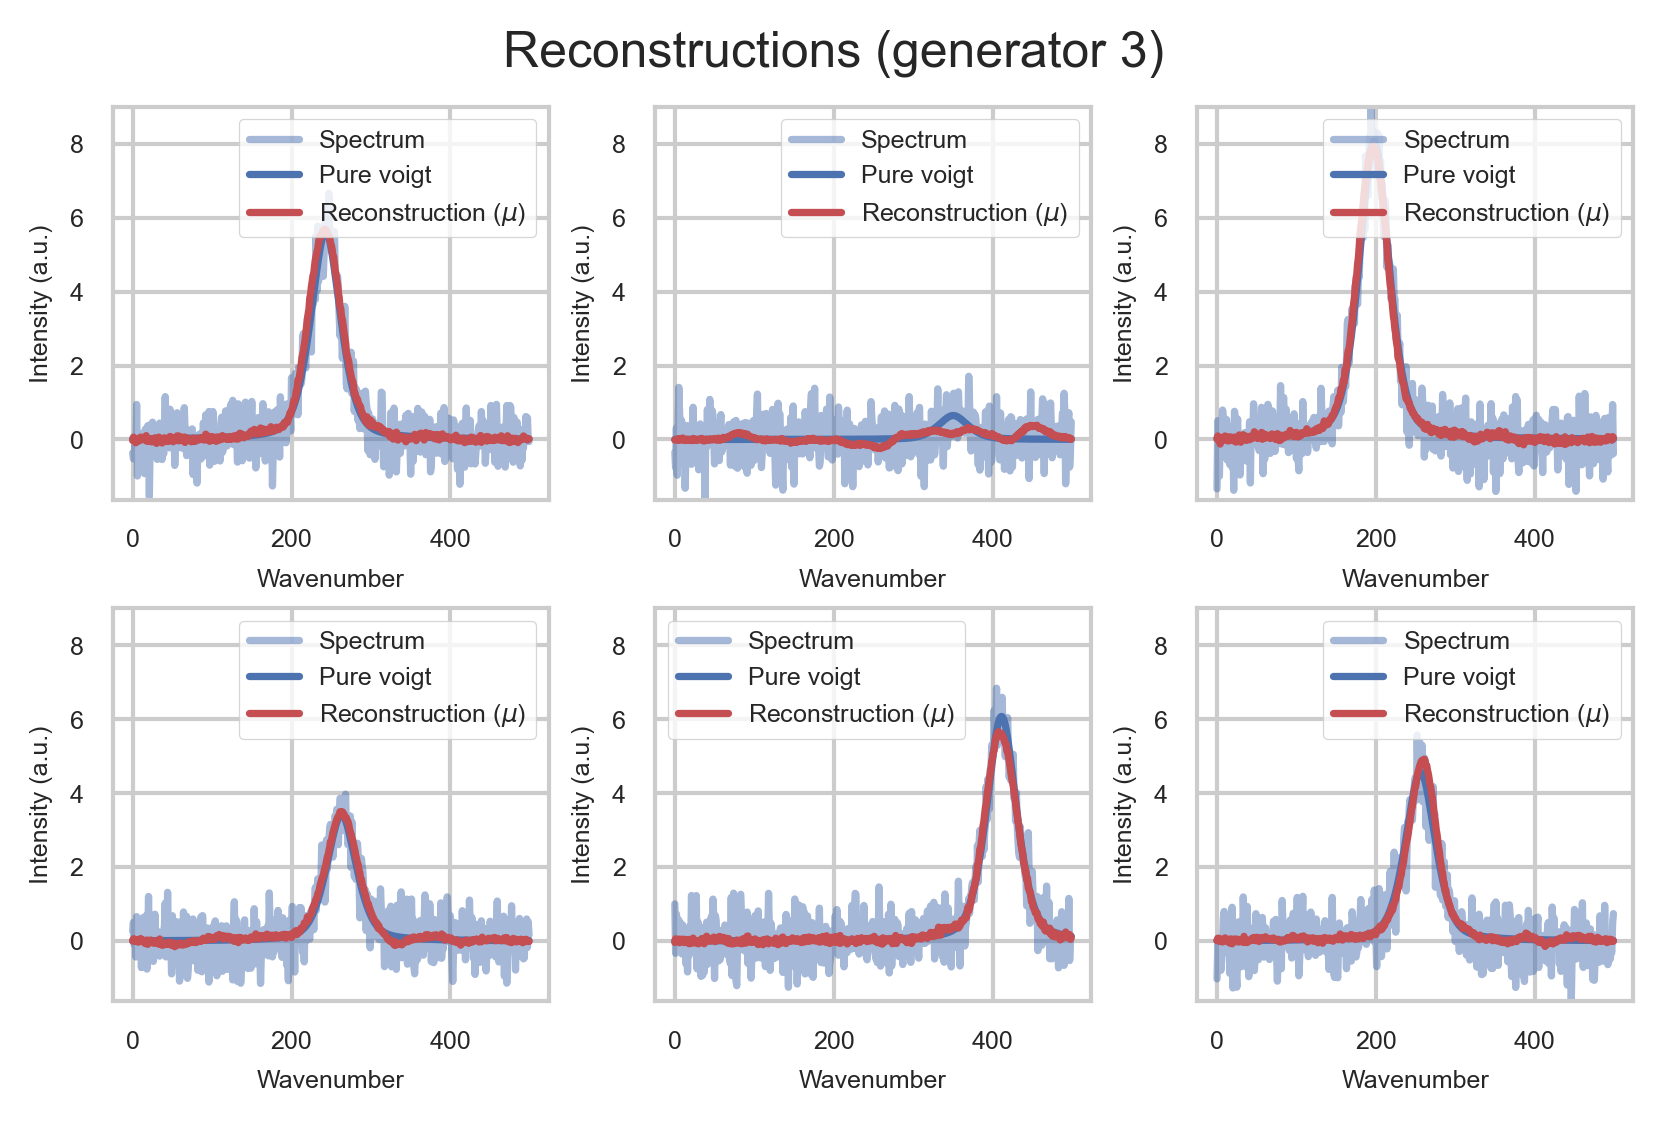 Reconstructions (generator 3)
Spectrum
Pure voigt
Reconstruction (μ)
8
6
4
2
0
Intensity (a.u.)
0 200 400
Wavenumber
Spectrum
Pure voigt
Reconstruction (μ)
8
6
4
2
0
Intensity (a.u.)
0 200 400
Wavenumber
Spectrum
Pure voigt
Reconstruction (μ)
8
6
4
2
0
Intensity (a.u.)
0 200 400
Wavenumber
Spectrum
Pure voigt
Reconstruction (μ)
8
6
4
2
0
Intensity (a.u.)
0 200 400
Wavenumber
Spectrum
Pure voigt
Reconstruction (μ)
8
6
4
2
0
Intensity (a.u.)
0 200 400
Wavenumber
Spectrum
Pure voigt
Reconstruction (μ)
8
6
4
2
0
Intensity (a.u.)
0 200 400
Wavenumber